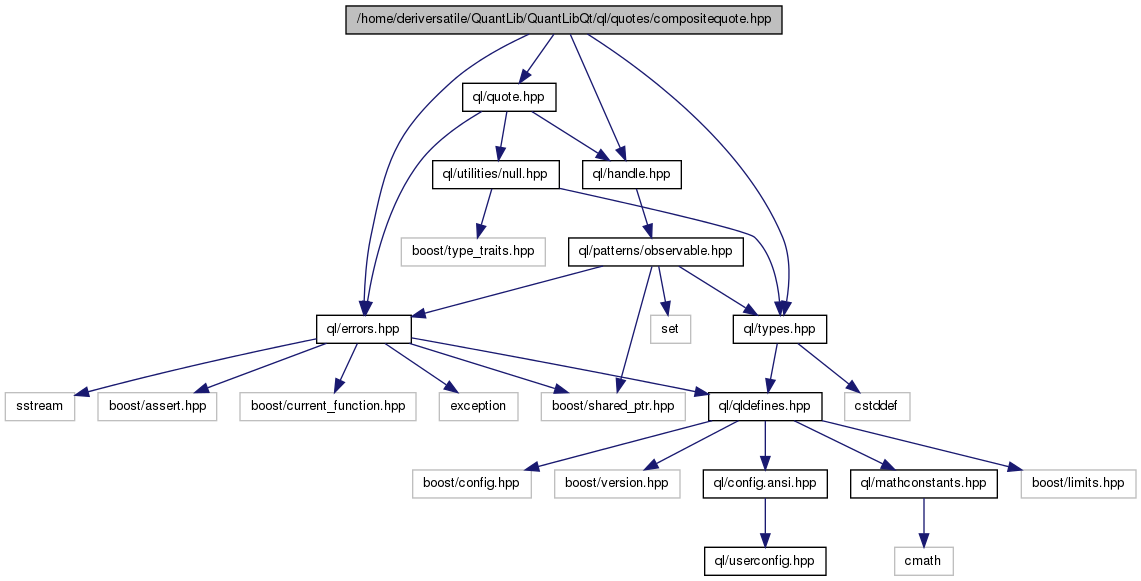 /home/deriversatile/QuantLib/QuantLibQt/ql/quotes/compositequote.hpp
ql/quote.hpp
ql/utilities/null.hpp
ql/handle.hpp
boost/type_traits.hpp
ql/patterns/observable.hpp
ql/errors.hpp
set
ql/types.hpp
sstream
boost/assert.hpp
boost/current_function.hpp
exception
boost/shared_ptr.hpp
ql/qldefines.hpp
cstddef
boost/config.hpp
boost/version.hpp
ql/config.ansi.hpp
ql/mathconstants.hpp
boost/limits.hpp
ql/userconfig.hpp
cmath